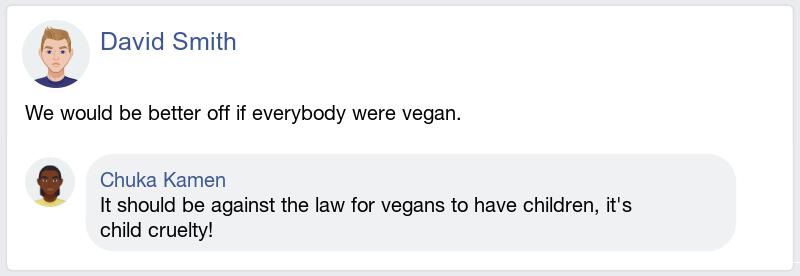 David Smith
We would be better off if everybody were vegan.
Chuka Kamen
It should be against the law for vegans to have children, it's
child cruelty!